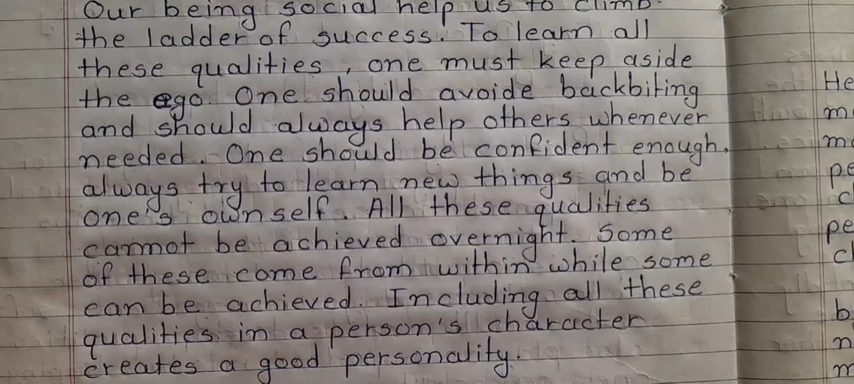 Our being social help us to climb
the ladder of success. To learn all
these qualities, one must keep aside
the ego. One should avoide backbiting
and should always help others whenever
needed. One should be confident enough,
always try to learn new things and be
one's ownself. All these qualities
cannot be achieved overnight. Some
of these come from within while some
can be achieved. Including all these
qualities in a person's character
creates a good personality.
He
m
pe
c
pe
cl
b
n
m